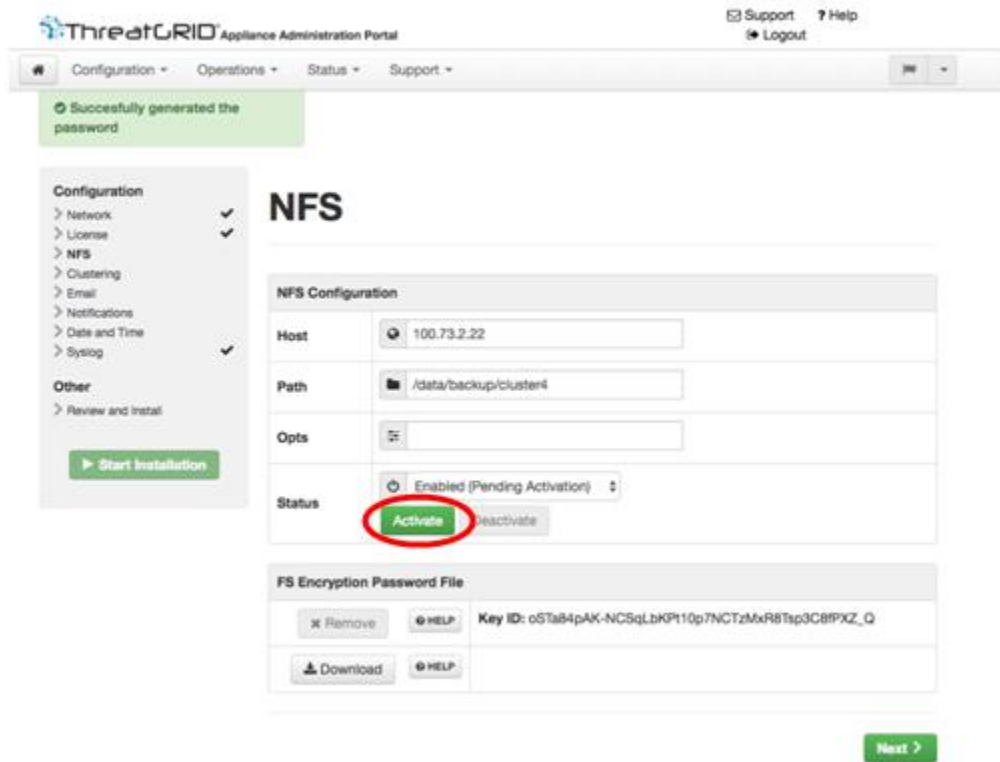 Support ? Help
ThreatGRID Appliance Administration Portal
Logout
Configuration Operations Status Support
Succesfully generated the
password
Configuration
> Network
> License
> NFS
> Clustering
> Email
> Notifications
> Date and Time
> Syslog
Other
> Review and Install
Start Installation
NFS
NFS Configuration
Host 100.73.2.22
Path /data/backup/cluster4
Opts
Status Enabled (Pending Activation)
Activate Deactivate
FS Encryption Password File
Remove HELP Key ID: oSTa84pAK-NCSqLbKPt10p7NCTzMxR8Tsp3C8fPXZ_Q
Download HELP
Next >